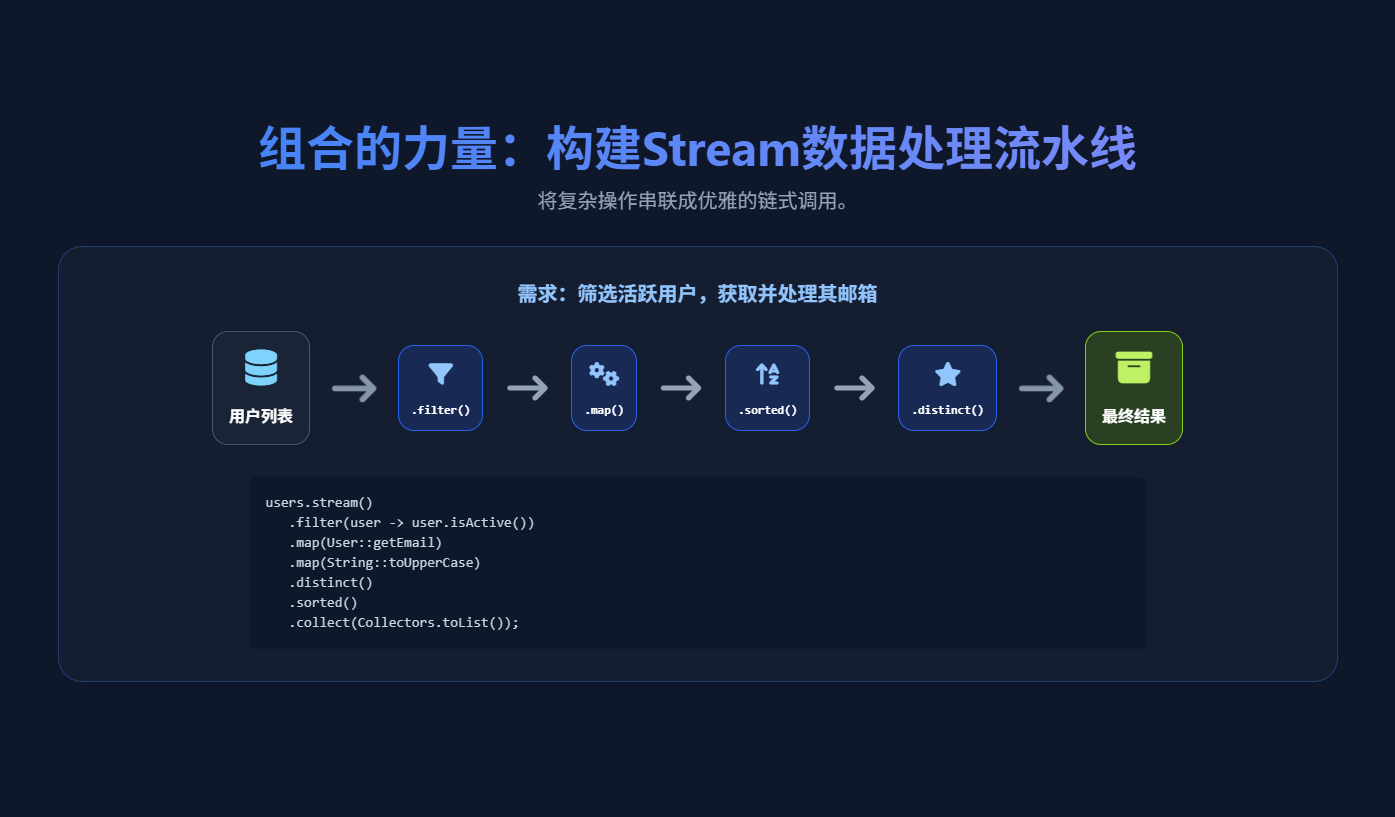 组合的力量：构建Stream数据处理流水线
将复杂操作串联成优雅的链式调用。
需求：筛选活跃用户，获取并处理其邮箱
用户列表
.filter()
.map()
.sorted()
.distinct()
最终结果
users.stream()
   .filter(user -> user.isActive())
   .map(User::getEmail)
   .map(String::toUpperCase)
   .distinct()
   .sorted()
   .collect(Collectors.toList());